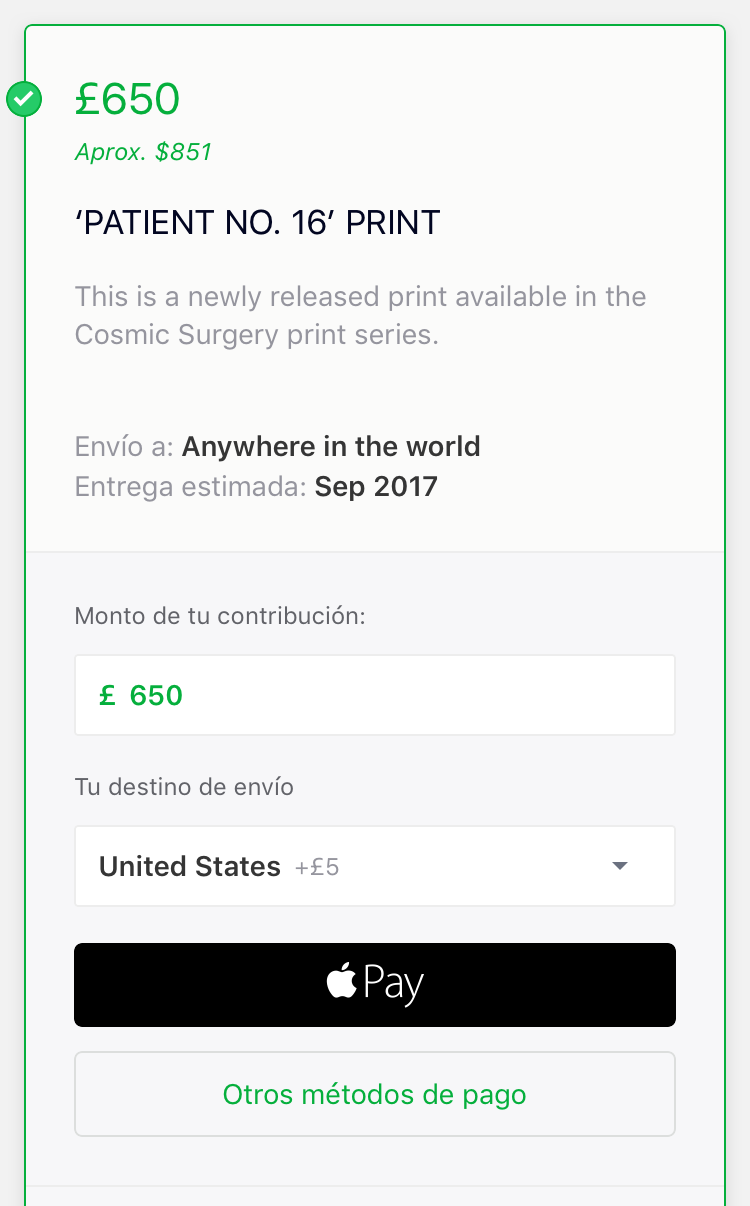 £650
Aprox. $851
‘PATIENT NO. 16’ PRINT
This is a newly released print available in the
Cosmic Surgery print series.
Envío a: Anywhere in the world
Entrega estimada: Sep 2017
Monto de tu contribución:
£ 650
Tu destino de envío
United States +£5
Pay
Otros métodos de pago